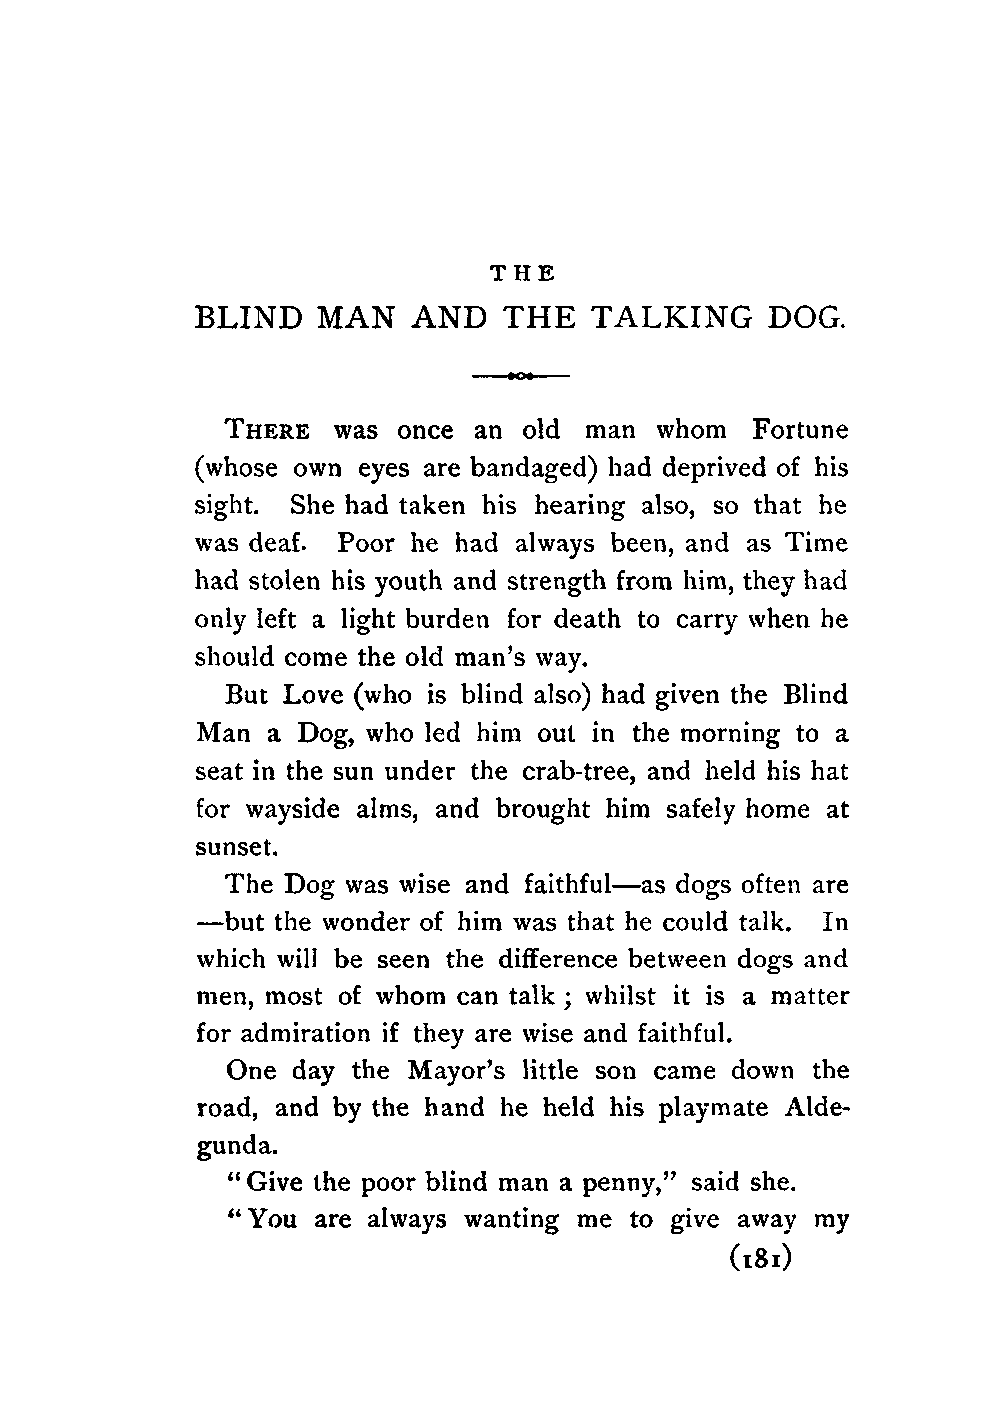 THE
BLIND MAN AND THE TALKING DOG.
THERE was once an old man whom Fortune
(whose own eyes are bandaged) had deprived of his
sight. She had taken his hearing also, so that he
was deaf. Poor he had always been, and as Time
had stolen his youth and strength from him, they had
only left a light burden for death to carry when he
should come the old man's way.
But Love (who is blind also) had given the Blind
Man a Dog, who led him out in the morning to a
seat in the sun under the crab-tree, and held his hat
for wayside alms, and brought him safely home at
sunset.
The Dog was wise and faithful—as dogs often are
—but the wonder of him was that he could talk. In
which will be seen the difference between dogs and
men, most of whom can talk ; whilst it is a matter
for admiration if they are wise and faithful.
One day the Mayor's little son came down the
road, and by the hand he held his playmate Alde-
gunda.
“Give the poor blind man a penny,” said she.
“You are always wanting me to give away my
(181)